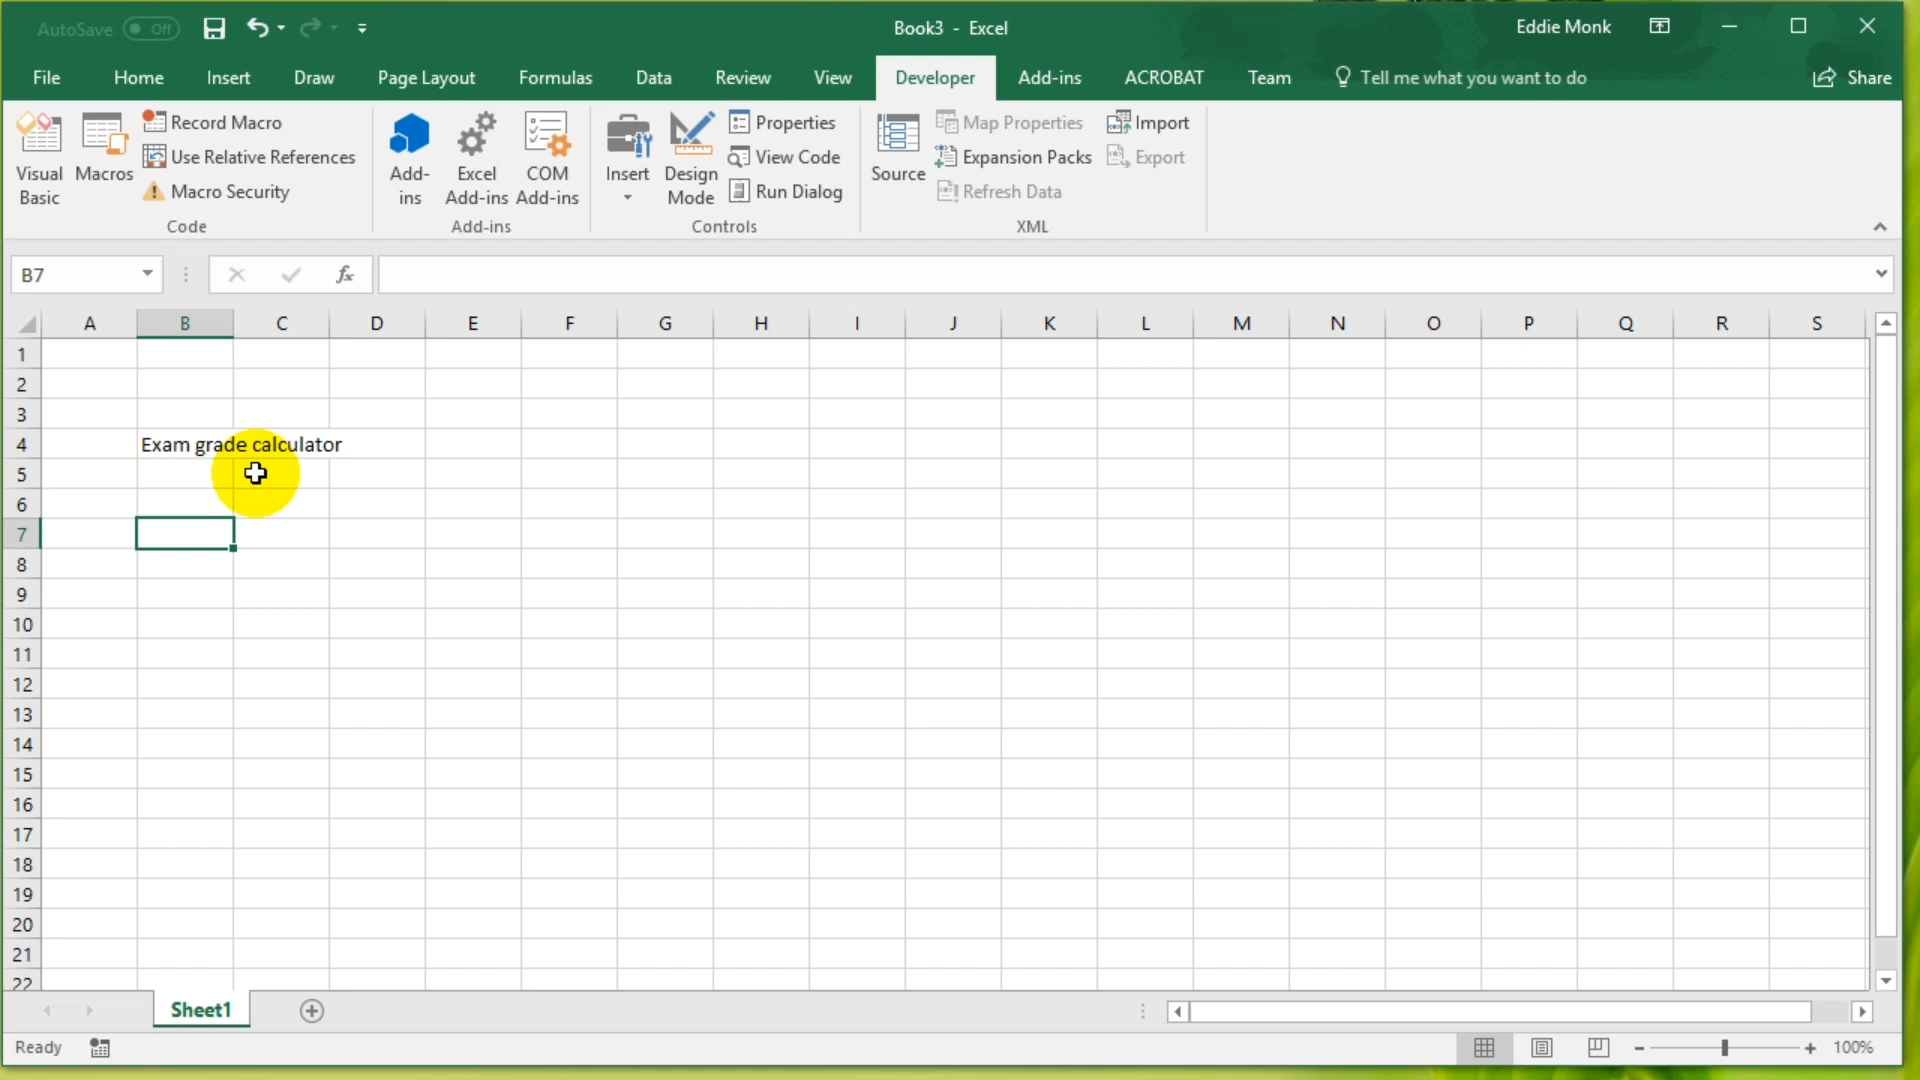 AutoSave Off Book3 - Excel Eddie Monk
File Home Insert Draw Page Layout Formulas Data Review View Developer Add-ins ACROBAT Team Tell me what you want to do Share
Visual Basic
Macros
Record Macro
Use Relative References
Macro Security
Code
Add-ins
Excel Add-ins
COM Add-ins
Add-ins
Insert
Design Mode
Properties
View Code
Run Dialog
Controls
Source
Map Properties
Expansion Packs
Refresh Data
Import
Export
XML
B7 fx
A B C D E F G H I J K L M N O P Q R S
1
2
3
4 Exam grade calculator
5
6
7
8
9
10
11
12
13
14
15
16
17
18
19
20
21
22
Sheet1
Ready 100%